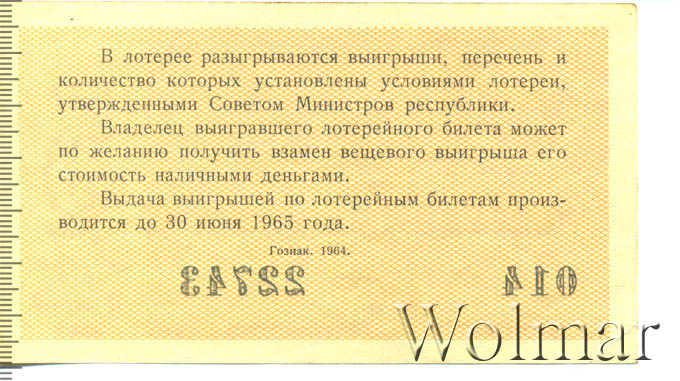 В лотерее разыгрываются выигрыши, перечень и
количество которых установлены условиями лотереи,
утвержденными Советом Министров республики.
Владелец выигравшего лотерейного билета может
по желанию получить взамен вещевого выигрыша его
стоимость наличными деньгами.
Выдача выигрышей по лотерейным билетам произ-
водится до 30 июня 1965 года.
Гознак. 1964.
22743 014
Wolmar